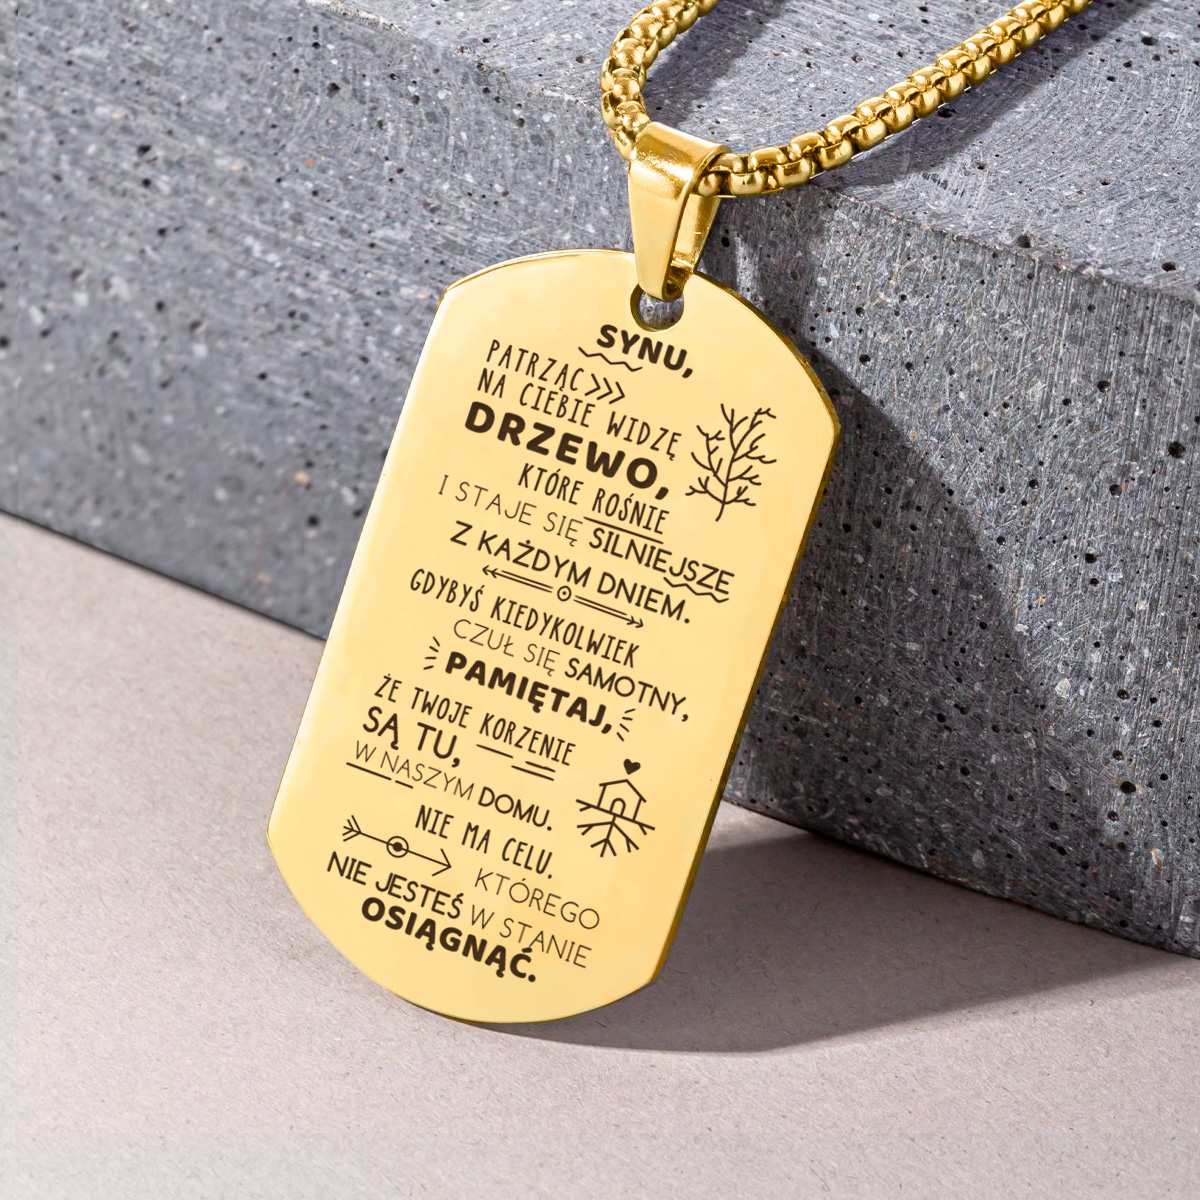 SYNU,
PATRZĄC
NA CIEBIE WIDZĘ
DRZEWO,
KTÓRE ROŚNIE
I STAJE SIĘ SILNIEJSZE
Z KAŻDYM DNIEM.
GDYBYŚ KIEDYKOLWIEK
CZUŁ SIĘ SAMOTNY,
PAMIĘTAJ,
ŻE TWOJE KORZENIE
SĄ TU,
W NASZYM DOMU.
NIE MA CELU.
KTÓREGO
NIE JESTEŚ W STANIE
OSIĄGNĄĆ.